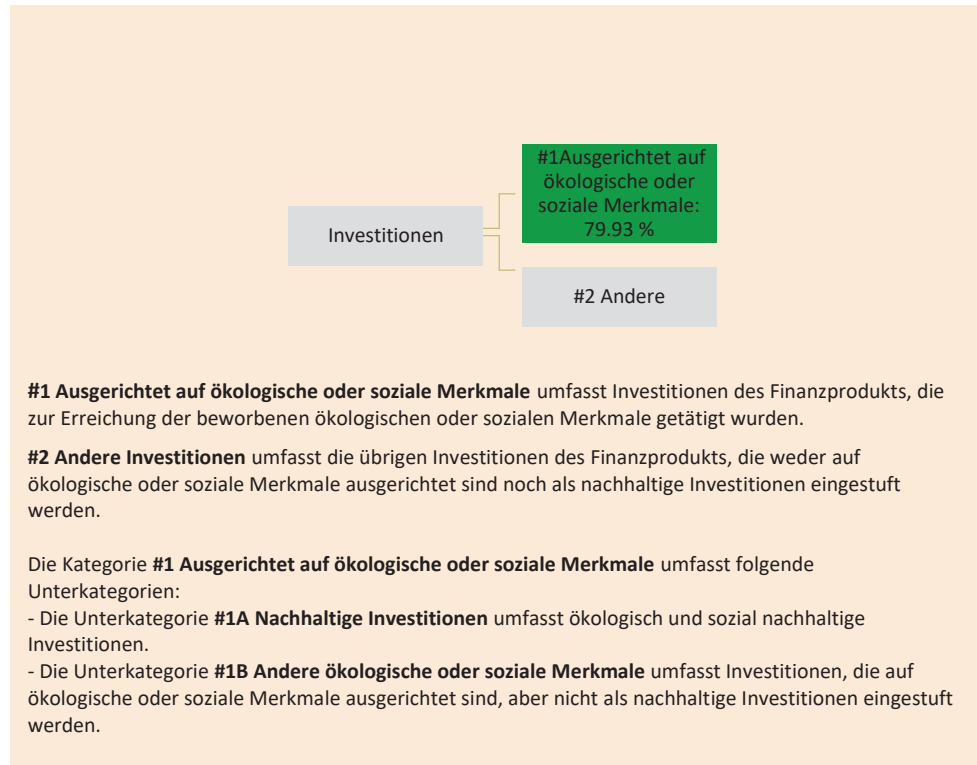 #1Ausgerichtet auf
ökologische oder
soziale Merkmale:
79.93 %
Investitionen
#2 Andere
#1 Ausgerichtet auf ökologische oder soziale Merkmale umfasst Investitionen des Finanzprodukts, die
zur Erreichung der beworbenen ökologischen oder sozialen Merkmale getätigt wurden.
#2 Andere Investitionen umfasst die übrigen Investitionen des Finanzprodukts, die weder auf
ökologische oder soziale Merkmale ausgerichtet sind noch als nachhaltige Investitionen eingestuft
werden.
Die Kategorie #1 Ausgerichtet auf ökologische oder soziale Merkmale umfasst folgende
Unterkategorien:
- Die Unterkategorie #1A Nachhaltige Investitionen umfasst ökologisch und sozial nachhaltige
Investitionen.
- Die Unterkategorie #1B Andere ökologische oder soziale Merkmale umfasst Investitionen, die auf
ökologische oder soziale Merkmale ausgerichtet sind, aber nicht als nachhaltige Investitionen eingestuft
werden.